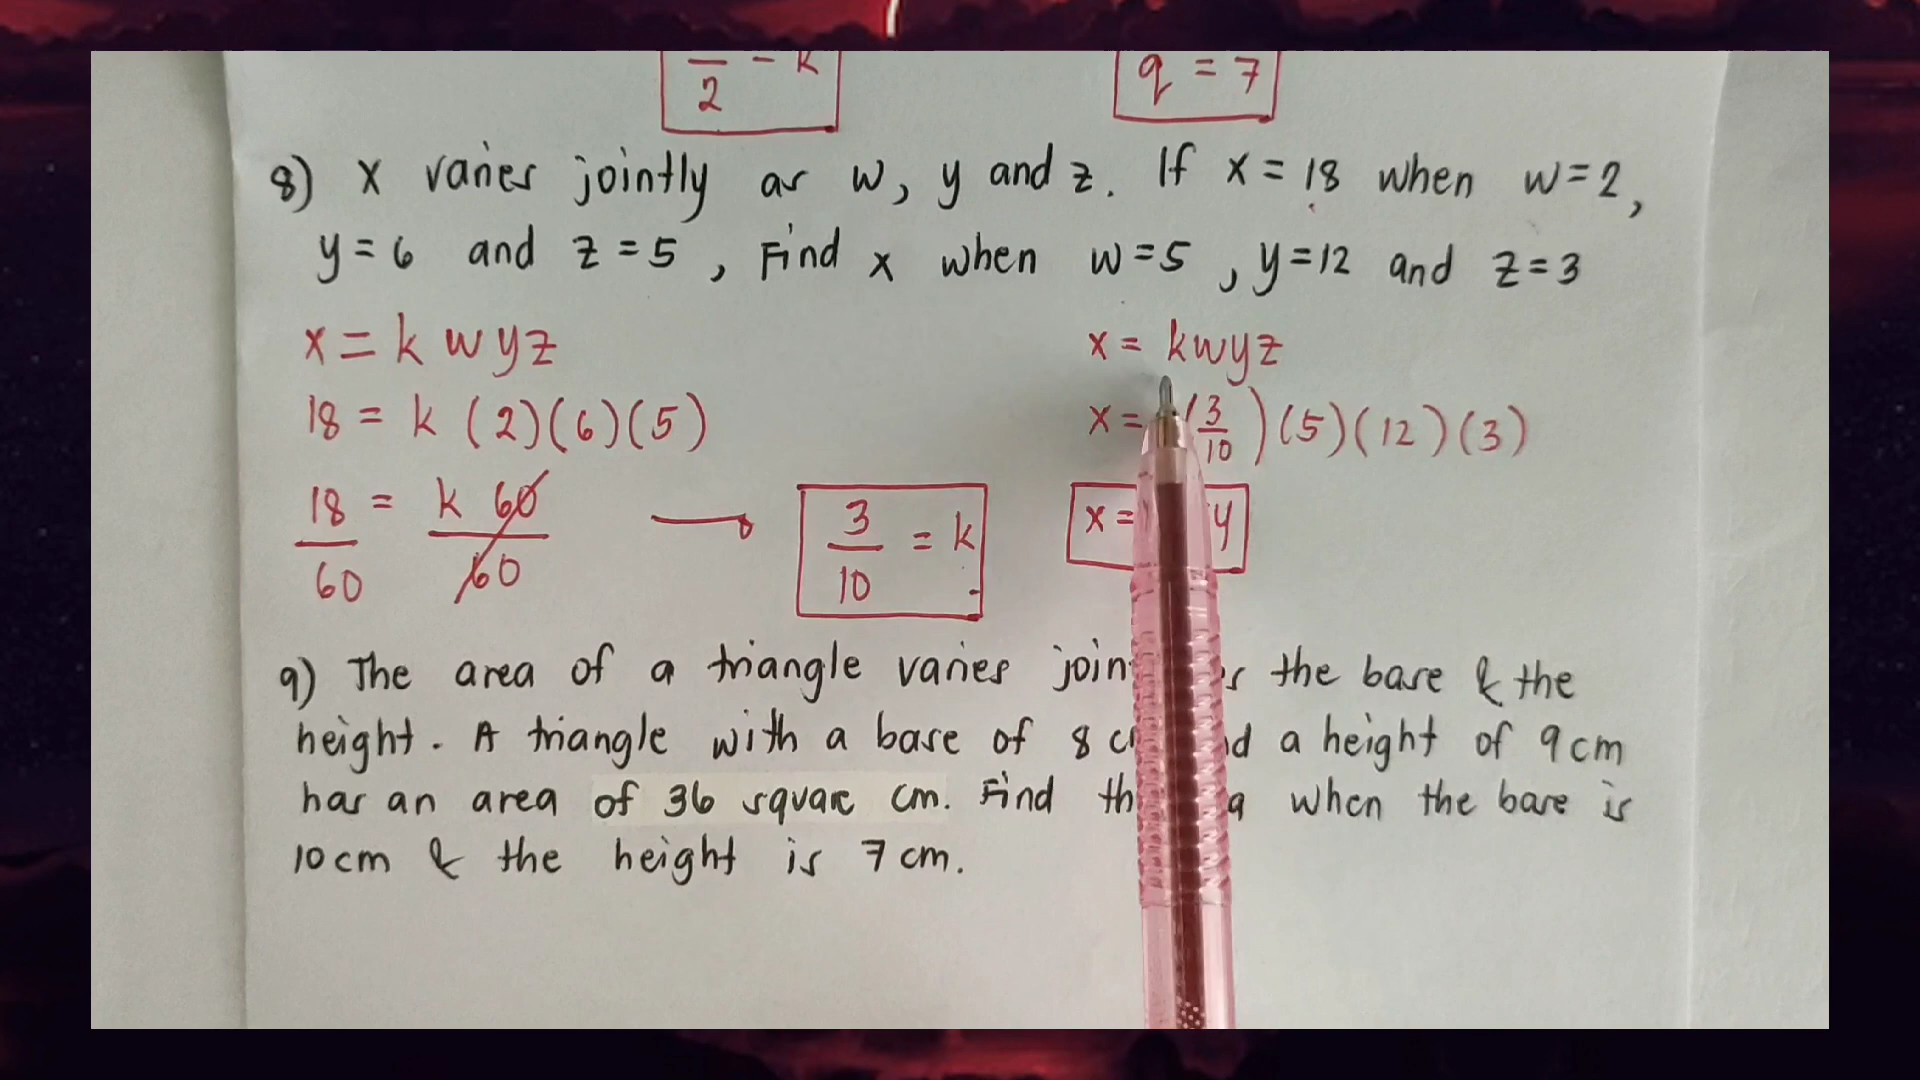 2 - k
q = 7
8) x varies jointly as w, y and z. If x = 18 when w = 2,
y = 6 and z = 5, Find x when w = 5, y = 12 and z = 3
x = k w y z
18 = k (2)(6)(5)
18/60 = k 60/60
3/10 = k
x = kwyz
x = (3/10)(5)(12)(3)
x =
9) The area of a triangle varies the base & the
height. A triangle with a base of 8 a height of 9 cm
has an area of 36 square cm. Find when the base is
10 cm & the height is 7 cm.